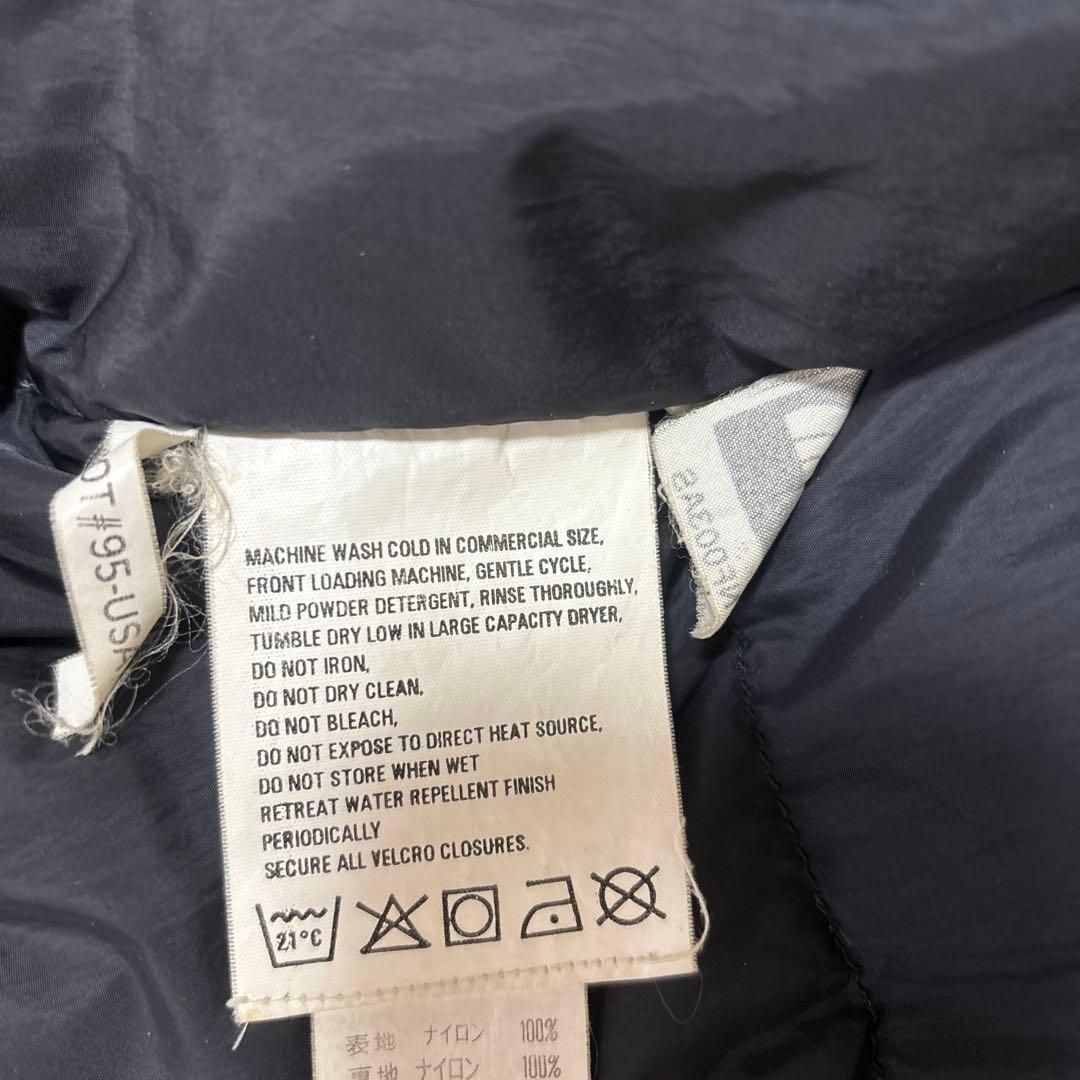 OT #95-USA
MACHINE WASH COLD IN COMMERCIAL SIZE,
FRONT LOADING MACHINE, GENTLE CYCLE,
MILD POWDER DETERGENT, RINSE THOROUGHLY,
TUMBLE DRY LOW IN LARGE CAPACITY DRYER,
DO NOT IRON,
DO NOT DRY CLEAN,
DO NOT BLEACH,
DO NOT EXPOSE TO DIRECT HEAT SOURCE,
DO NOT STORE WHEN WET
RETREAT WATER REPELLENT FINISH
PERIODICALLY
SECURE ALL VELCRO CLOSURES.
21°C
表地 ナイロン 100%
裏地 ナイロン 100%